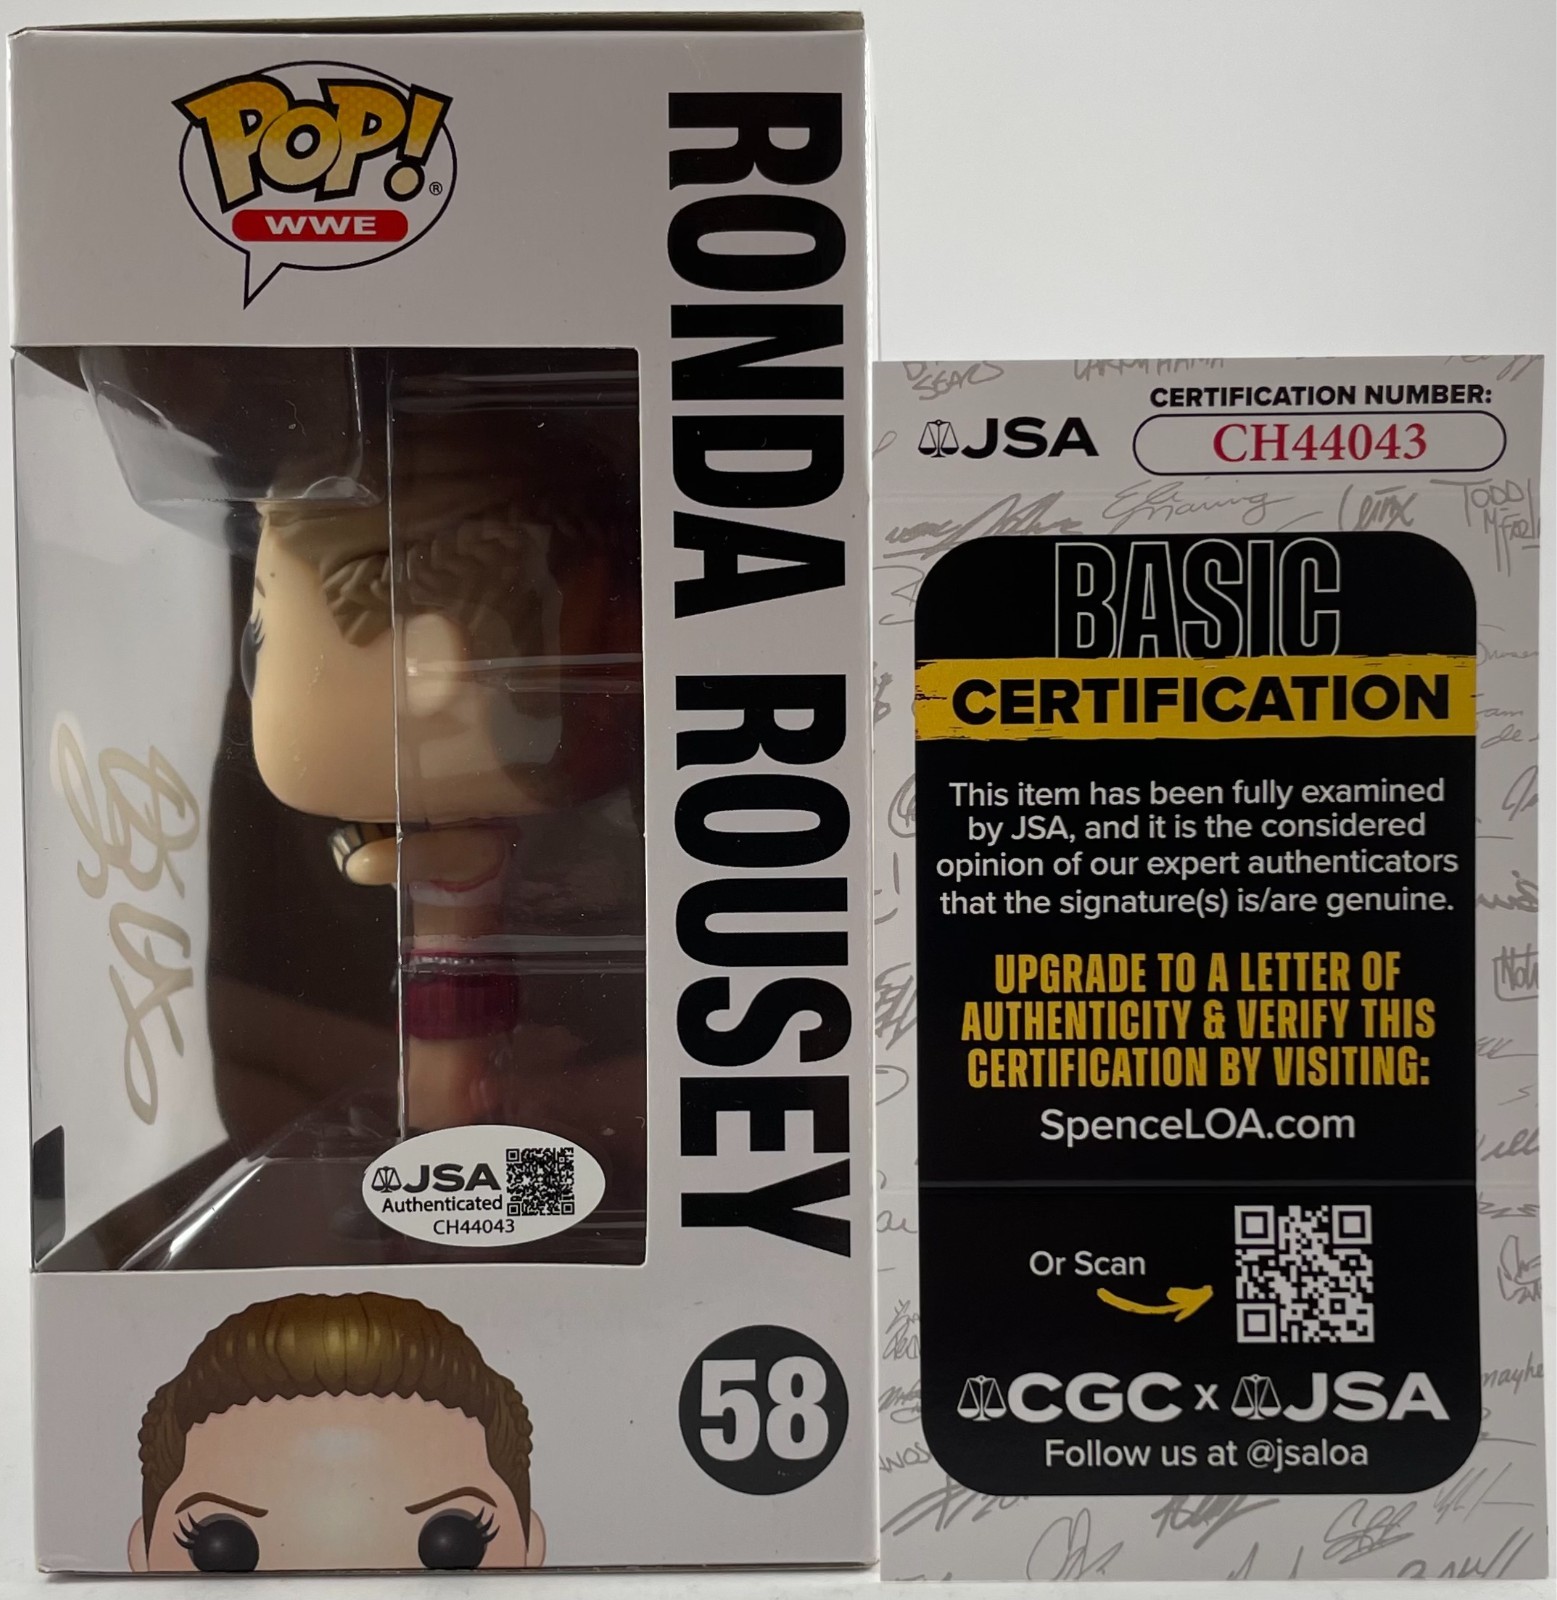 POP!®
WWE
RONDA ROUSEY
JSA
Authenticated
CH44043
58
JSA
CERTIFICATION NUMBER:
CH44043
BASIC
CERTIFICATION
This item has been fully examined
by JSA, and it is the considered
opinion of our expert authenticators
that the signature(s) is/are genuine.
UPGRADE TO A LETTER OF
AUTHENTICITY & VERIFY THIS
CERTIFICATION BY VISITING:
SpenceLOA.com
Or Scan
CGC x JSA
Follow us at @jsaloa